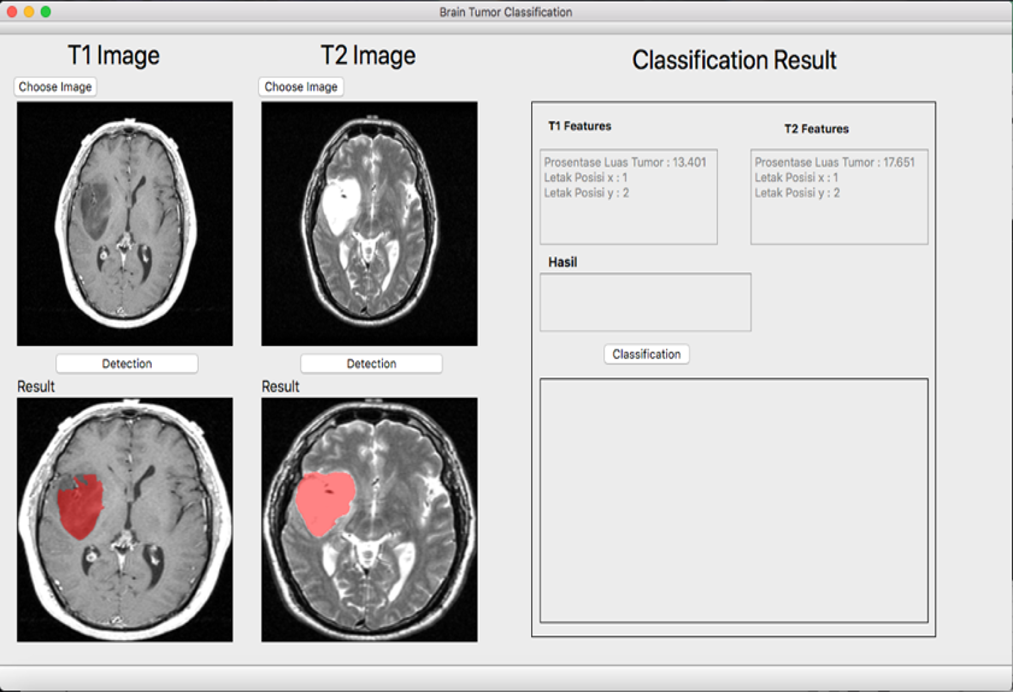 Brain Tumor Classification
T1 Image
T2 Image
Classification Result
Choose Image
Choose Image
T1 Features
T2 Features
Prosentase Luas Tumor : 13.401
Letak Posisi x : 1
Letak Posisi y : 2
Prosentase Luas Tumor : 17.651
Letak Posisi x : 1
Letak Posisi y : 2
Hasil
Classification
Detection
Detection
Result
Result